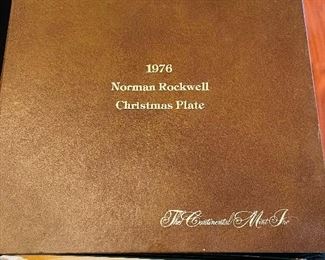 1976
Norman Rockwell
Christmas Plate
The Continental Mint Inc